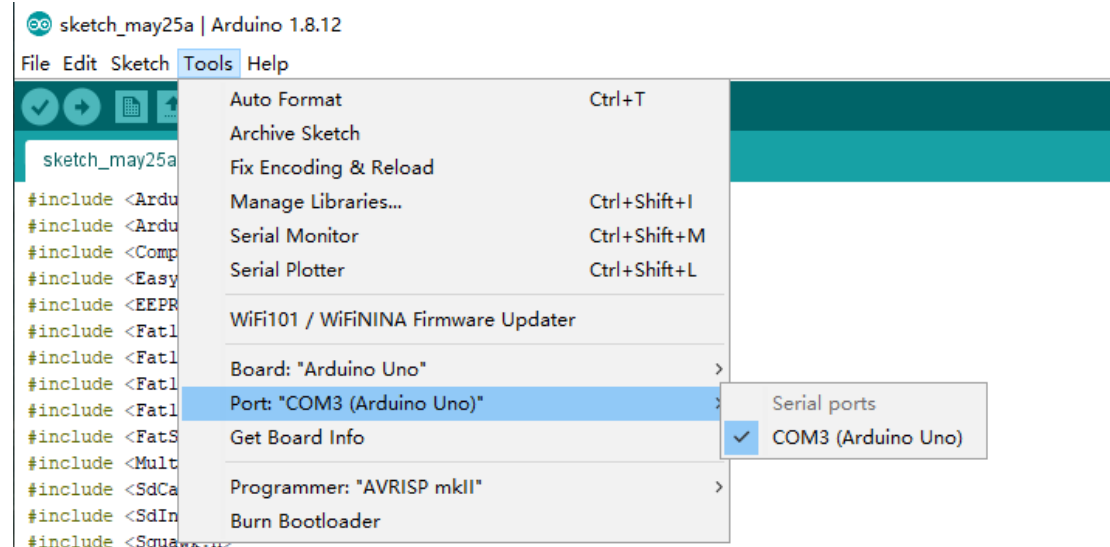 sketch_may25a | Arduino 1.8.12
File Edit Sketch Tools Help
Auto Format Ctrl+T
Archive Sketch
sketch_may25a
Fix Encoding & Reload
#include <Ardu
Manage Libraries... Ctrl+Shift+I
#include <Ardu
Serial Monitor Ctrl+Shift+M
#include <Comp
Serial Plotter Ctrl+Shift+L
#include <Easy
#include <EEPR
WiFi101 / WiFiNINA Firmware Updater
#include <Fatl
#include <Fatl
Board: "Arduino Uno"
#include <Fatl
Port: "COM3 (Arduino Uno)" Serial ports
#include <Fatl
Get Board Info COM3 (Arduino Uno)
#include <FatS
#include <Mult
Programmer: "AVRISP mkII"
#include <SdCa
#include <SdIn
Burn Bootloader
#include